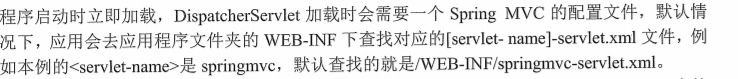 程序启动时立即加载，DispatcherServlet 加载时会需要一个 Spring MVC 的配置文件，默认情
况下，应用会去应用程序文件夹的 WEB-INF 下查找对应的[servlet- name]-servlet.xml 文件，例
如本例的<servlet-name>是 springmvc，默认查找的就是/WEB-INF/springmvc-servlet.xml。